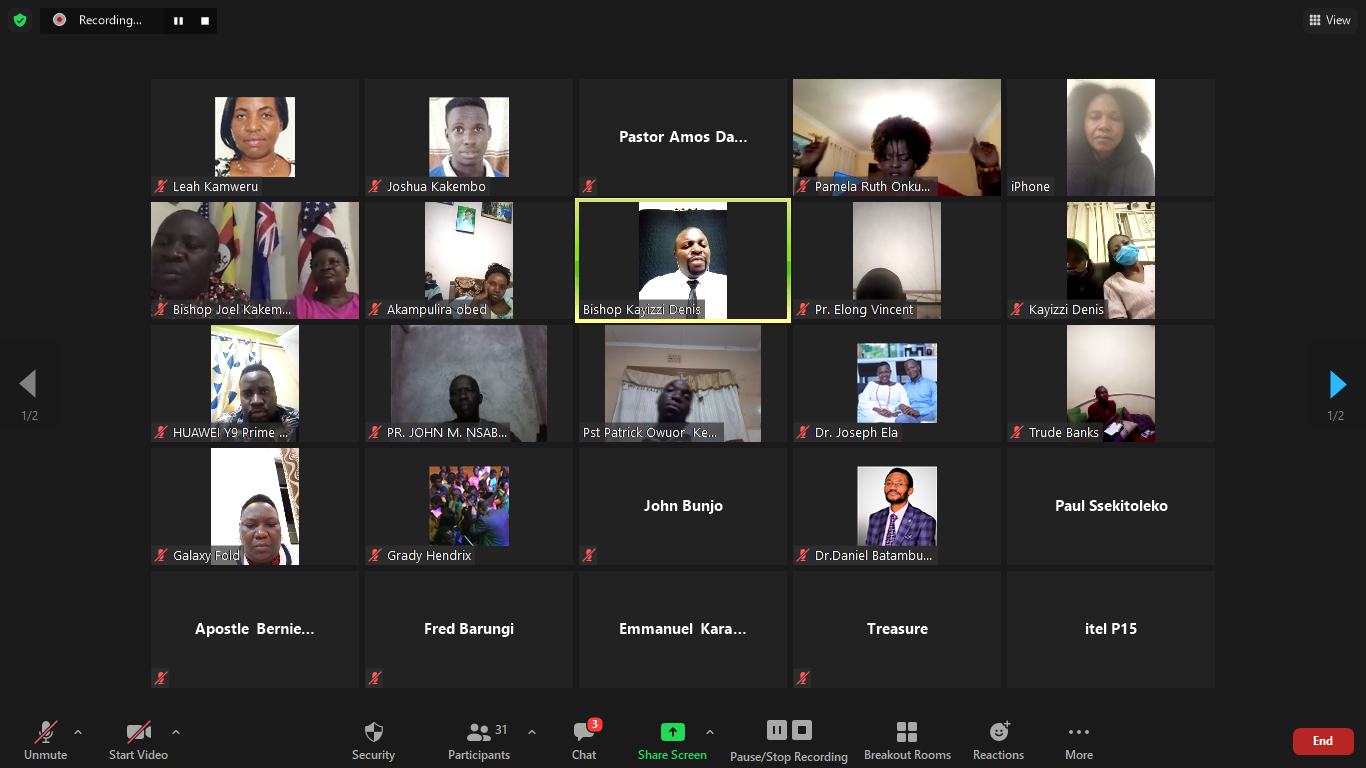 Recording...
View
Leah Kamweru
Joshua Kakembo
Pastor Amos Da...
Pamela Ruth Onku...
iPhone
Bishop Joel Kakem...
Akampulira obed
Bishop Kayizzi Denis
Pr. Elong Vincent
Kayizzi Denis
HUAWEI Y9 Prime ...
PR. JOHN M. NSAB...
Pst Patrick Owuor Ke...
Dr. Joseph Ela
Trude Banks
1/2
1/2
Galaxy Fold
Grady Hendrix
John Bunjo
Dr.Daniel Batambu...
Paul Ssekitoleko
Apostle Bernie...
Fred Barungi
Emmanuel Kara...
Treasure
itel P15
Unmute
Start Video
Security
Participants
31
Chat
3
Share Screen
Pause/Stop Recording
Breakout Rooms
Reactions
More
End